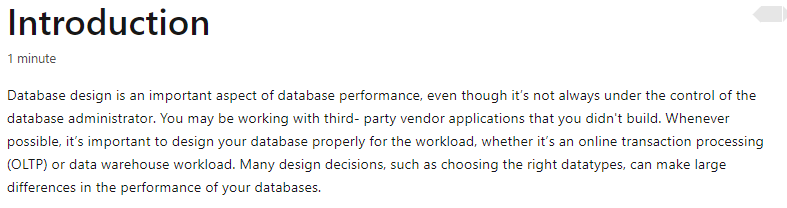 Introduction
1 minute
Database design is an important aspect of database performance, even though it’s not always under the control of the
database administrator. You may be working with third- party vendor applications that you didn't build. Whenever
possible, it’s important to design your database properly for the workload, whether it’s an online transaction processing
(OLTP) or data warehouse workload. Many design decisions, such as choosing the right datatypes, can make large
differences in the performance of your databases.